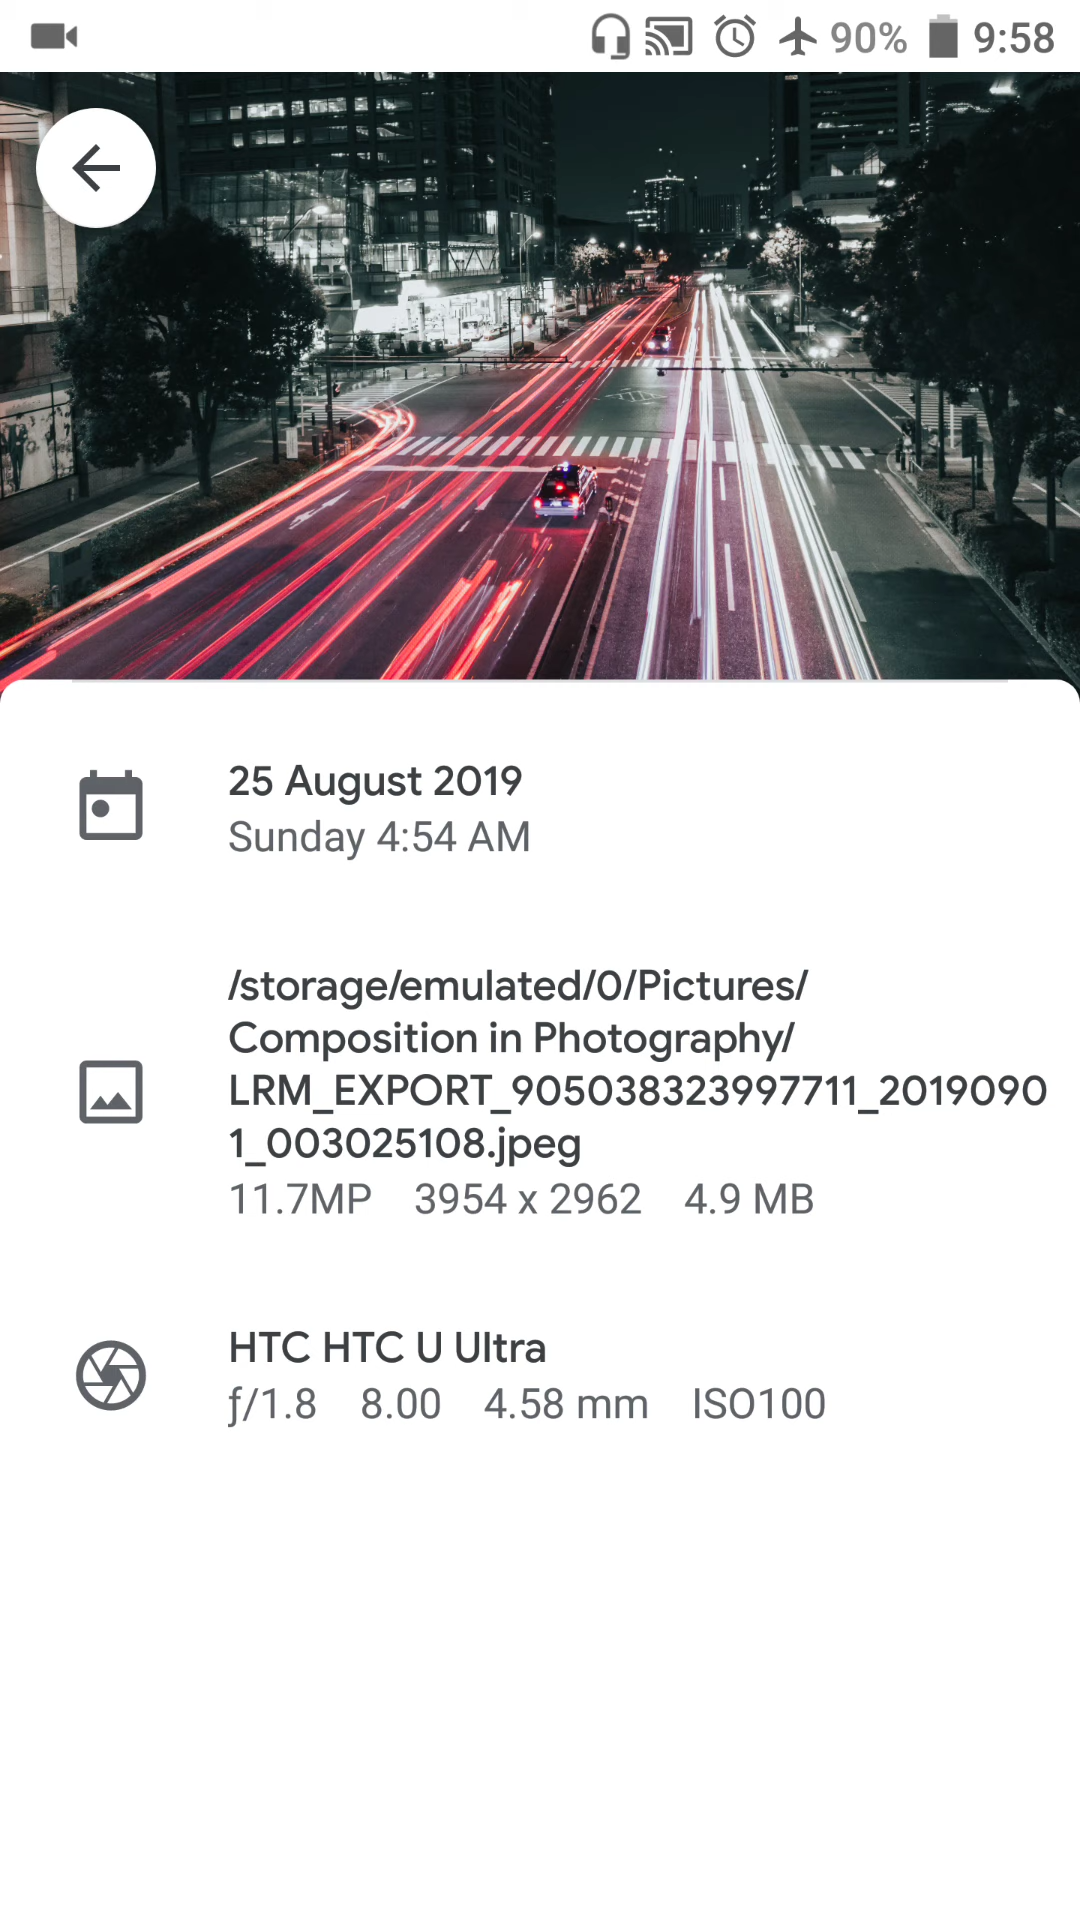 90% 9:58
25 August 2019
Sunday 4:54 AM
/storage/emulated/0/Pictures/
Composition in Photography/
LRM_EXPORT_905038323997711_2019090
1_003025108.jpeg
11.7MP 3954 x 2962 4.9 MB
HTC HTC U Ultra
ƒ/1.8 8.00 4.58 mm ISO100